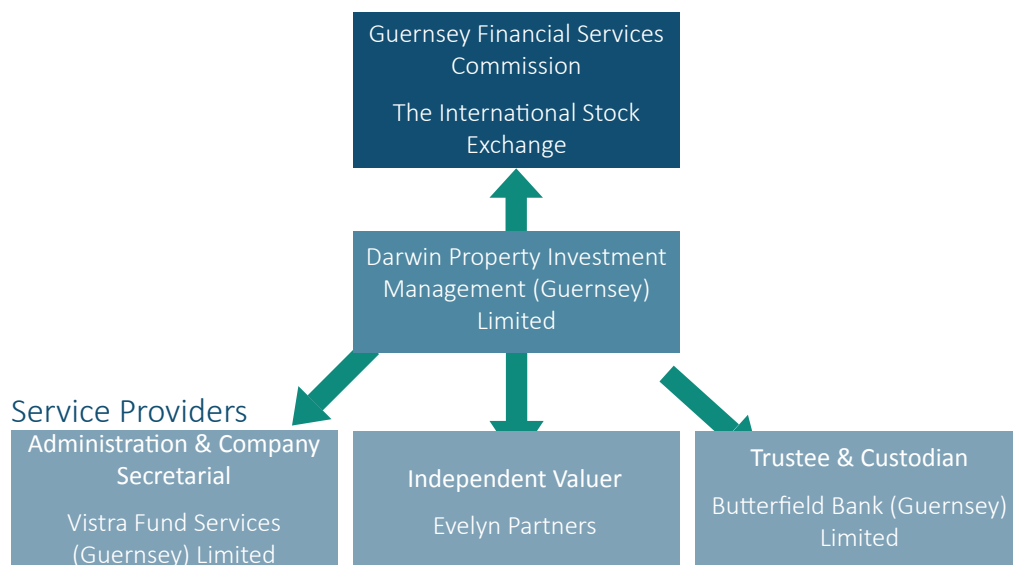 Guernsey Financial Services
Commission
The International Stock
Exchange
Darwin Property Investment
Management (Guernsey)
Limited
Service Providers
Administration & Company
Secretarial
Vistra Fund Services
(Guernsey) Limited
Independent Valuer
Evelyn Partners
Trustee & Custodian
Butterfield Bank (Guernsey)
Limited